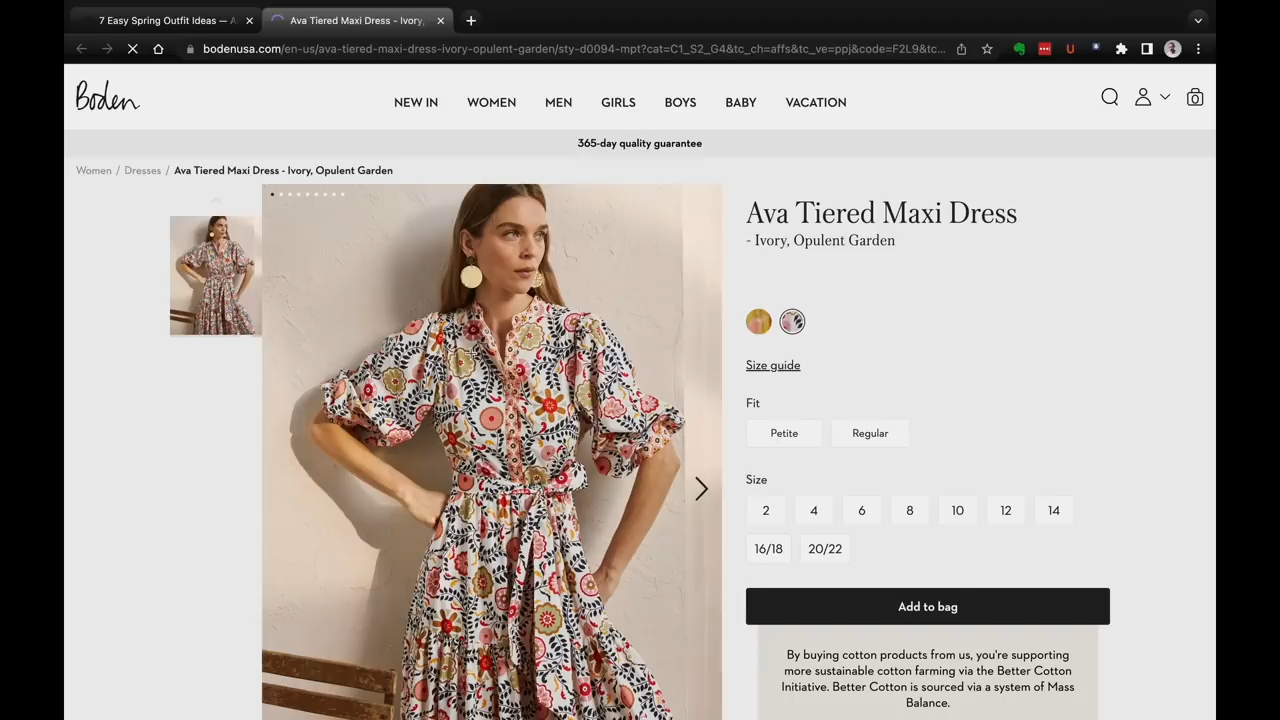 7 Easy Spring Outfit Ideas —
Ava Tiered Maxi Dress - Ivory,
bodenusa.com/en-us/ava-tiered-maxi-dress-ivory-opulent-garden/sty-d0094-mpt?cat=C1_S2_G4&tc_ch=affs&tc_ve=ppj&code=F2L9&tc...
Boden
NEW IN WOMEN MEN GIRLS BOYS BABY VACATION
0
365-day quality guarantee
Women / Dresses / Ava Tiered Maxi Dress - Ivory, Opulent Garden
Ava Tiered Maxi Dress
- Ivory, Opulent Garden
Size guide
Fit
Petite Regular
Size
2 4 6 8 10 12 14
16/18 20/22
Add to bag
By buying cotton products from us, you're supporting
more sustainable cotton farming via the Better Cotton
Initiative. Better Cotton is sourced via a system of Mass
Balance.